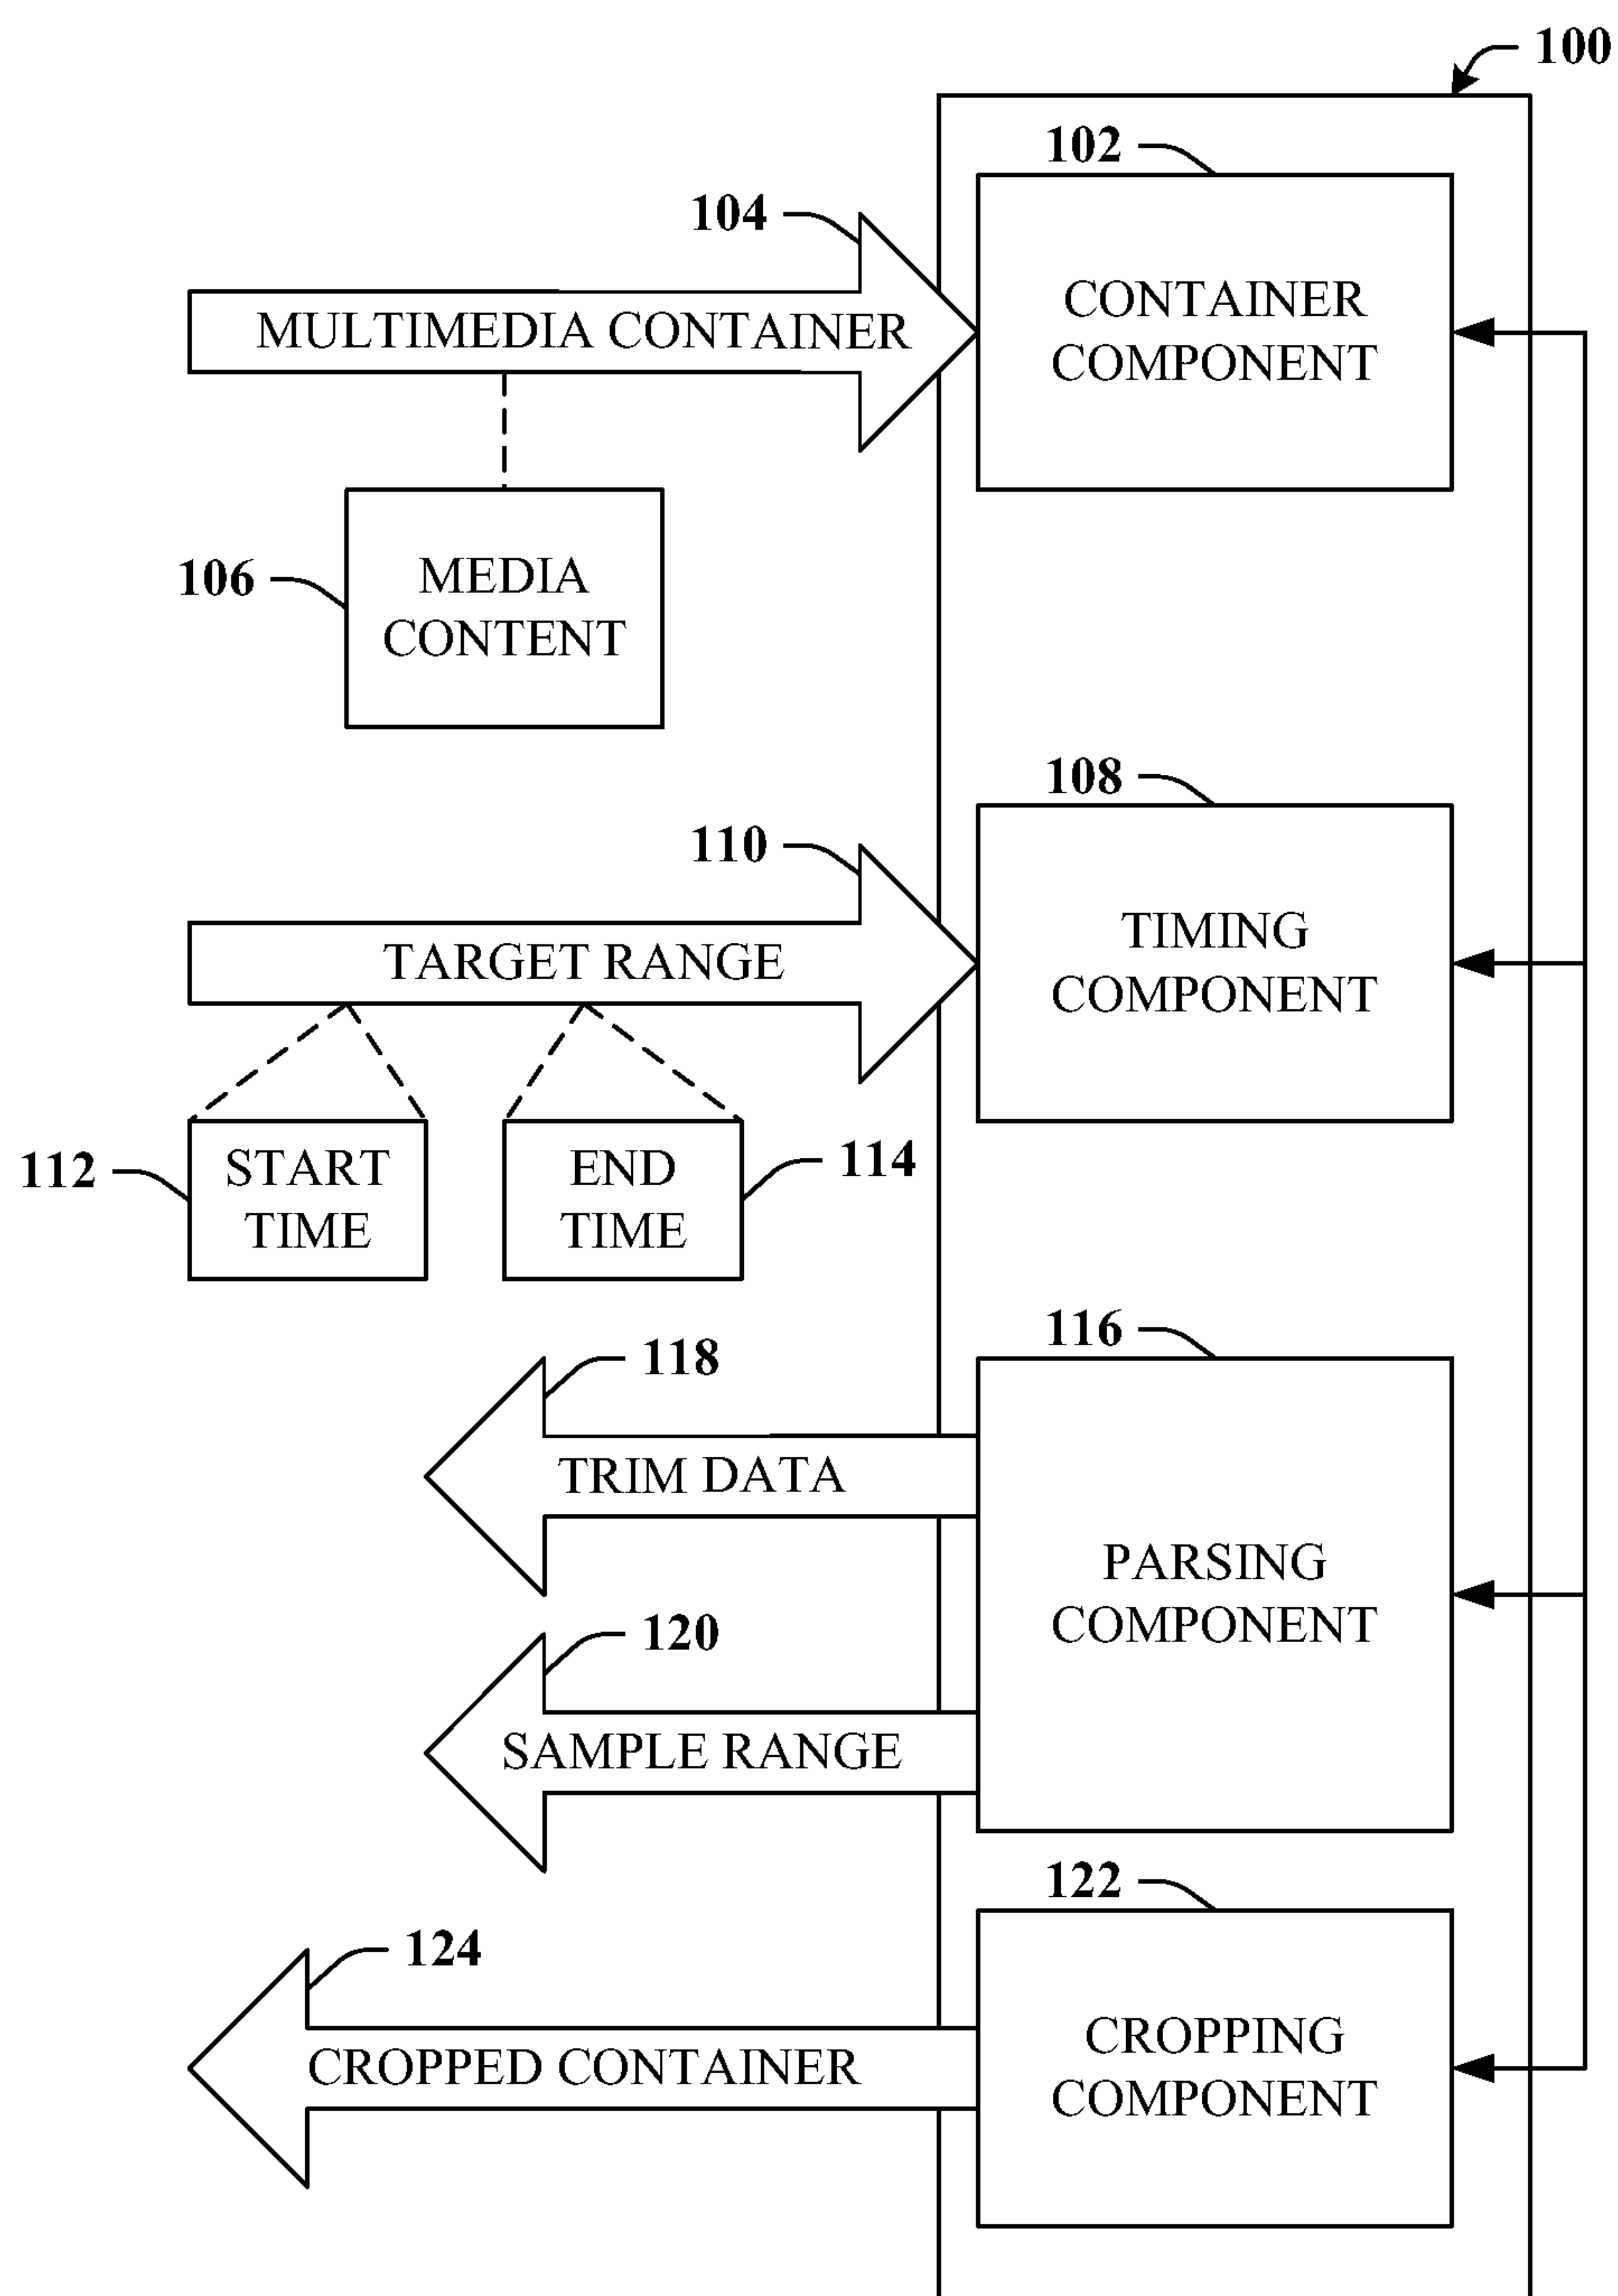 100
102
104
CONTAINER
COMPONENT
MULTIMEDIA CONTAINER
106
MEDIA
CONTENT
108
110
TIMING
COMPONENT
TARGET RANGE
112
START
TIME
END
TIME
114
116
118
TRIM DATA
PARSING
COMPONENT
120
SAMPLE RANGE
122
124
CROPPING
COMPONENT
CROPPED CONTAINER